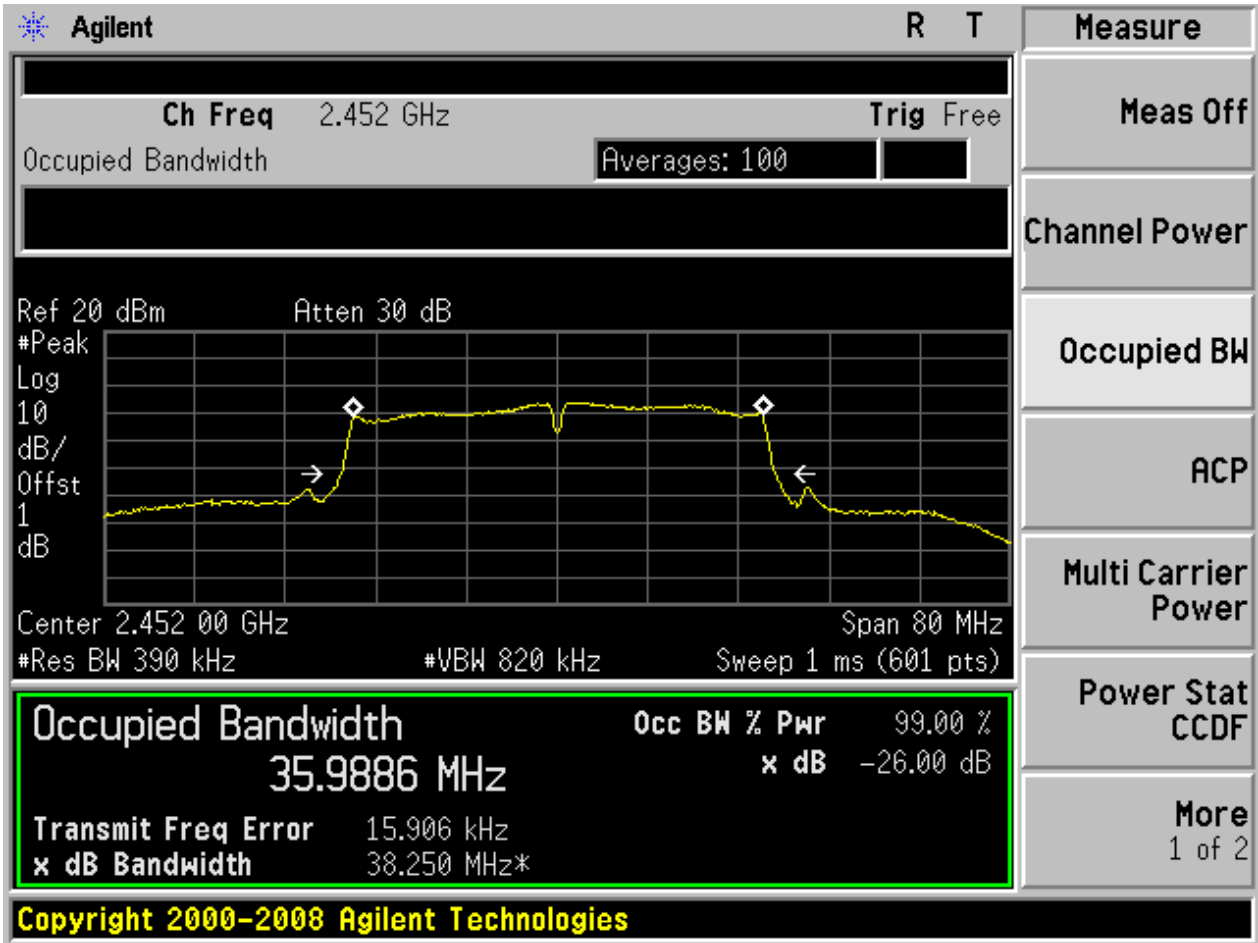 Agilent R T
Measure
Ch Freq 2.452 GHz Trig Free
Occupied Bandwidth Averages: 100
Meas Off
Channel Power
Occupied BW
ACP
Multi Carrier
Power
Power Stat
CCDF
More
1 of 2
Ref 20 dBm Atten 30 dB
#Peak
Log
10
dB/
Offst
1
dB
Center 2.452 00 GHz Span 80 MHz
#Res BW 390 kHz #VBW 820 kHz Sweep 1 ms (601 pts)
Occupied Bandwidth Occ BW % Pwr 99.00 %
35.9886 MHz x dB -26.00 dB
Transmit Freq Error 15.906 kHz
x dB Bandwidth 38.250 MHz*
Copyright 2000-2008 Agilent Technologies